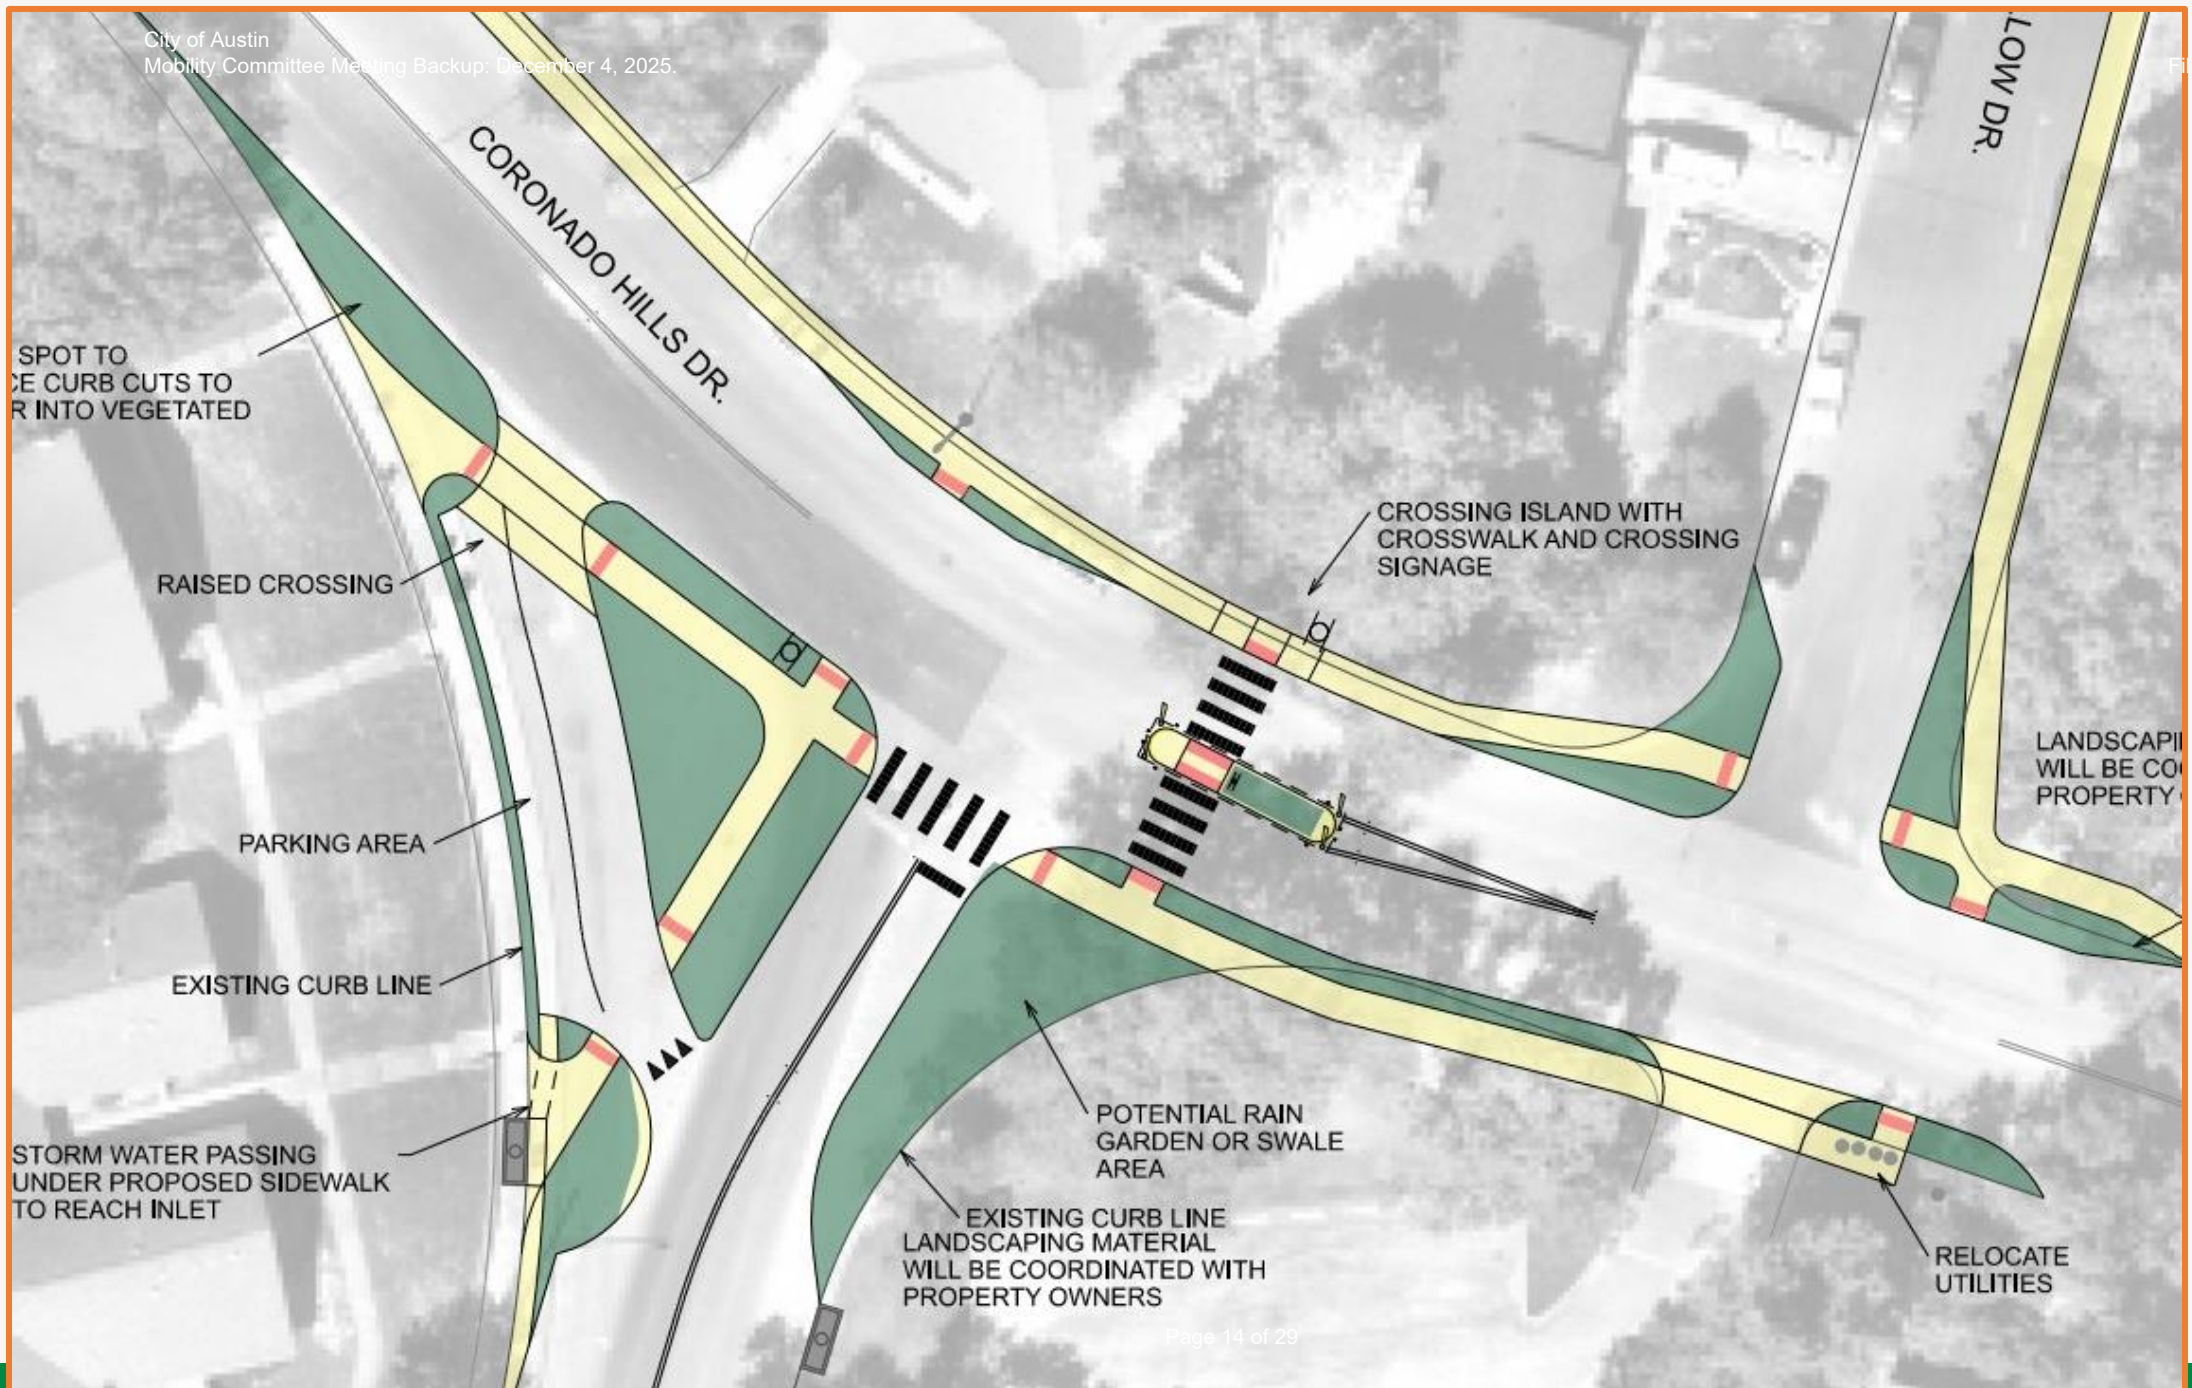 City of Austin
Mobility Committee Meeting Backup: December 4, 2025.
Fil
CORONADO HILLS DR.
LLOW DR.
SPOT TO
CE CURB CUTS TO
R INTO VEGETATED
RAISED CROSSING
CROSSING ISLAND WITH
CROSSWALK AND CROSSING
SIGNAGE
PARKING AREA
LANDSCAPI
WILL BE CO
PROPERTY
EXISTING CURB LINE
STORM WATER PASSING
UNDER PROPOSED SIDEWALK
TO REACH INLET
POTENTIAL RAIN
GARDEN OR SWALE
AREA
EXISTING CURB LINE
LANDSCAPING MATERIAL
WILL BE COORDINATED WITH
PROPERTY OWNERS
RELOCATE
UTILITIES
Page 14 of 29